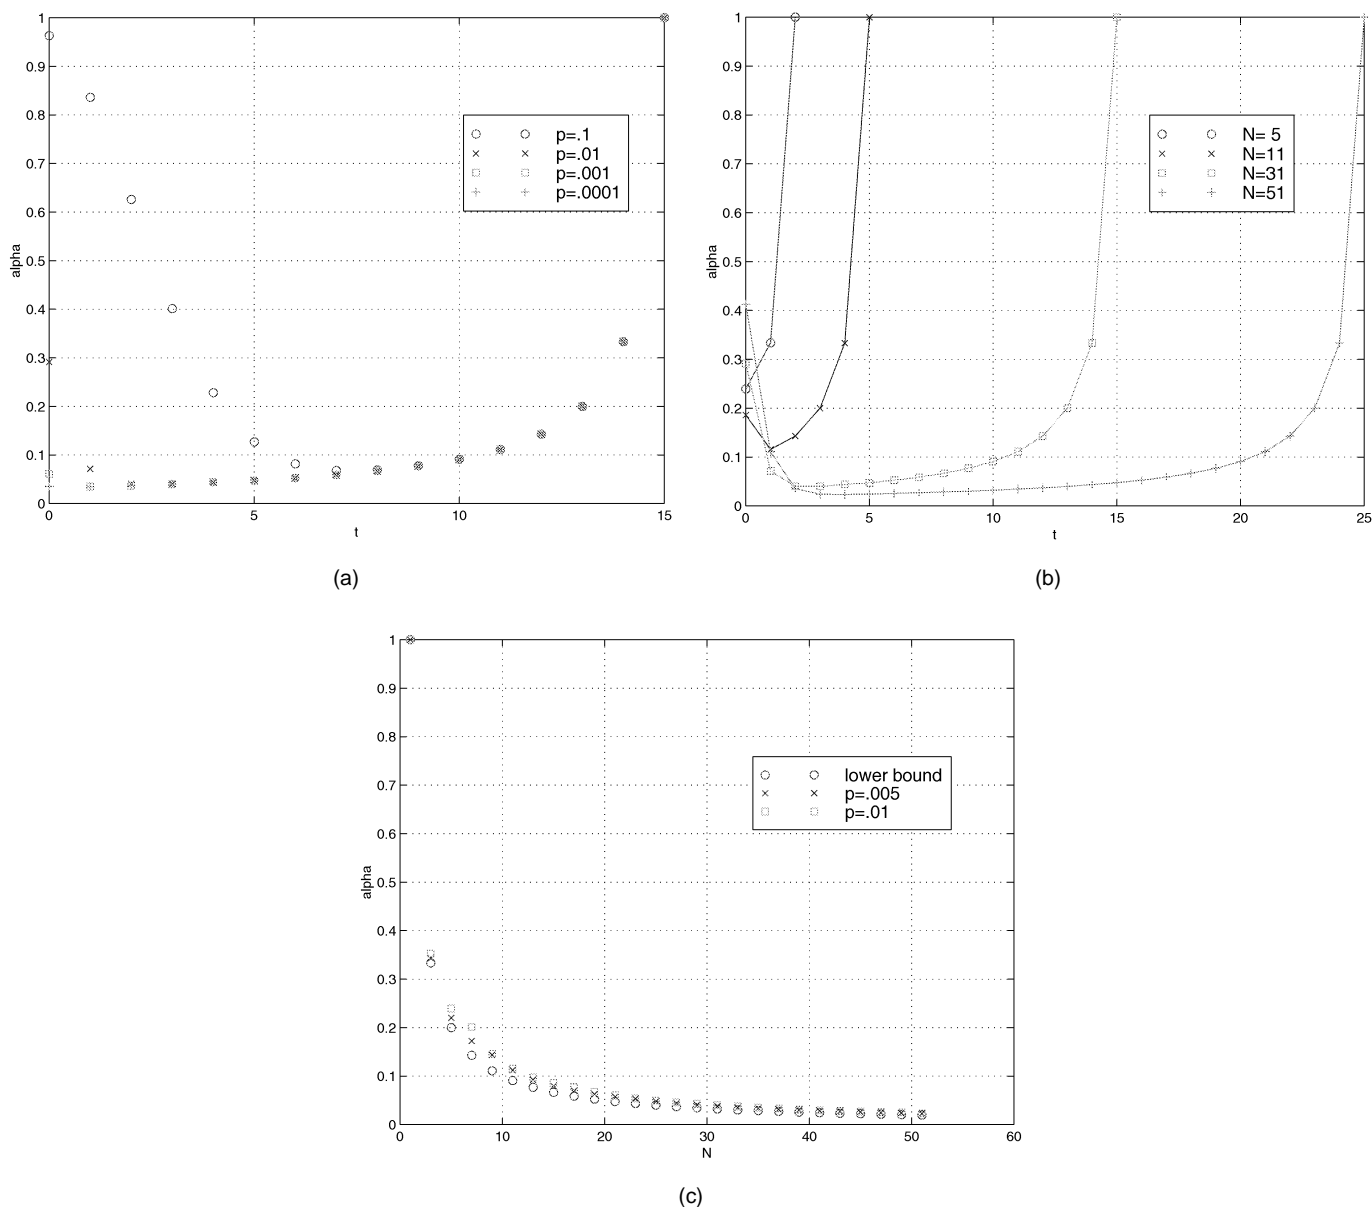 1
0.9
0.8
0.7
0.6
0.5
0.4
0.3
0.2
0.1
0
alpha
0 5 10 15
t
p=.1
p=.01
p=.001
p=.0001
(a)
1
0.9
0.8
0.7
0.6
0.5
0.4
0.3
0.2
0.1
0
alpha
0 5 10 15 20 25
t
N= 5
N=11
N=31
N=51
(b)
1
0.9
0.8
0.7
0.6
0.5
0.4
0.3
0.2
0.1
0
alpha
0 10 20 30 40 50 60
N
lower bound
p=.005
p=.01
(c)